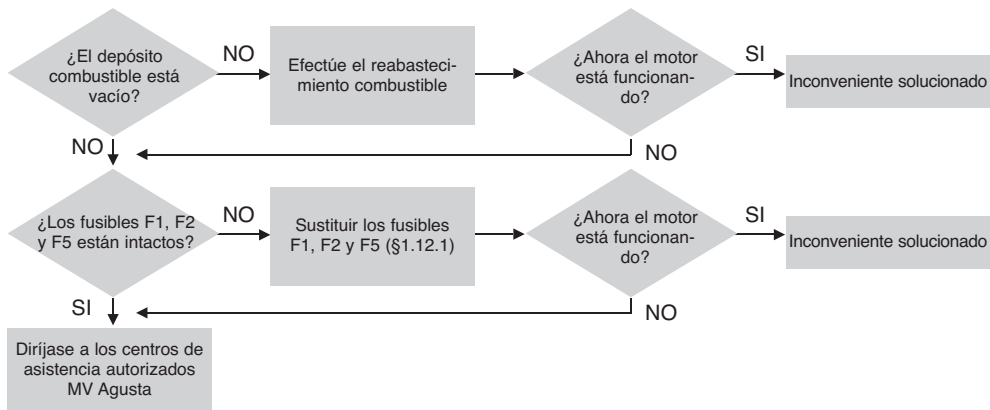 ¿El depósito
combustible está
vacío?
NO
Efectúe el reabasteci-
miento combustible
¿Ahora el motor
está funcionan-
do?
SI
Inconveniente solucionado
NO
NO
¿Los fusibles F1, F2
y F5 están intactos?
NO
Sustituir los fusibles
F1, F2 y F5 (§1.12.1)
¿Ahora el motor
está funcionan-
do?
SI
Inconveniente solucionado
SI
NO
Diríjase a los centros de
asistencia autorizados
MV Agusta